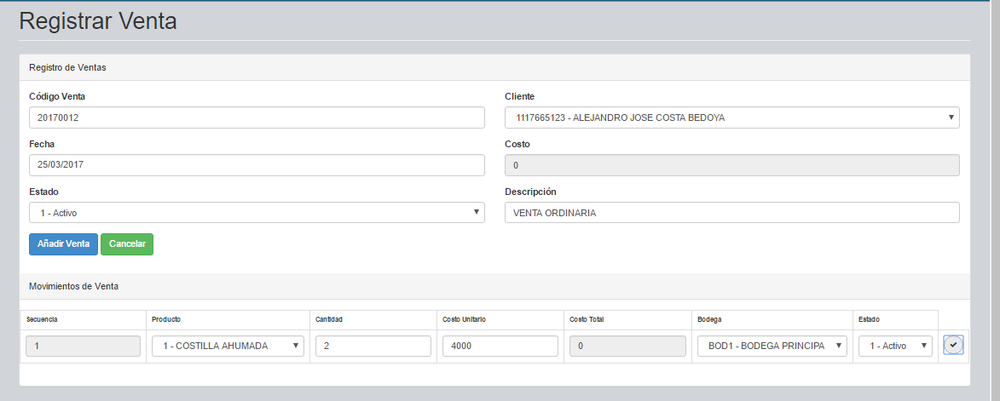 Registrar Venta
Registro de Ventas
Código Venta
20170012
Cliente
1117665123 - ALEJANDRO JOSE COSTA BEDOYA
Fecha
25/03/2017
Costo
0
Estado
1 - Activo
Descripción
VENTA ORDINARIA
Añadir Venta Cancelar
Movimientos de Venta
Secuencia Producto Cantidad Costo Unitario Costo Total Bodega Estado
1 1 - COSTILLA AHUMADA 2 4000 0 BOD1 - BODEGA PRINCIPA 1 - Activo